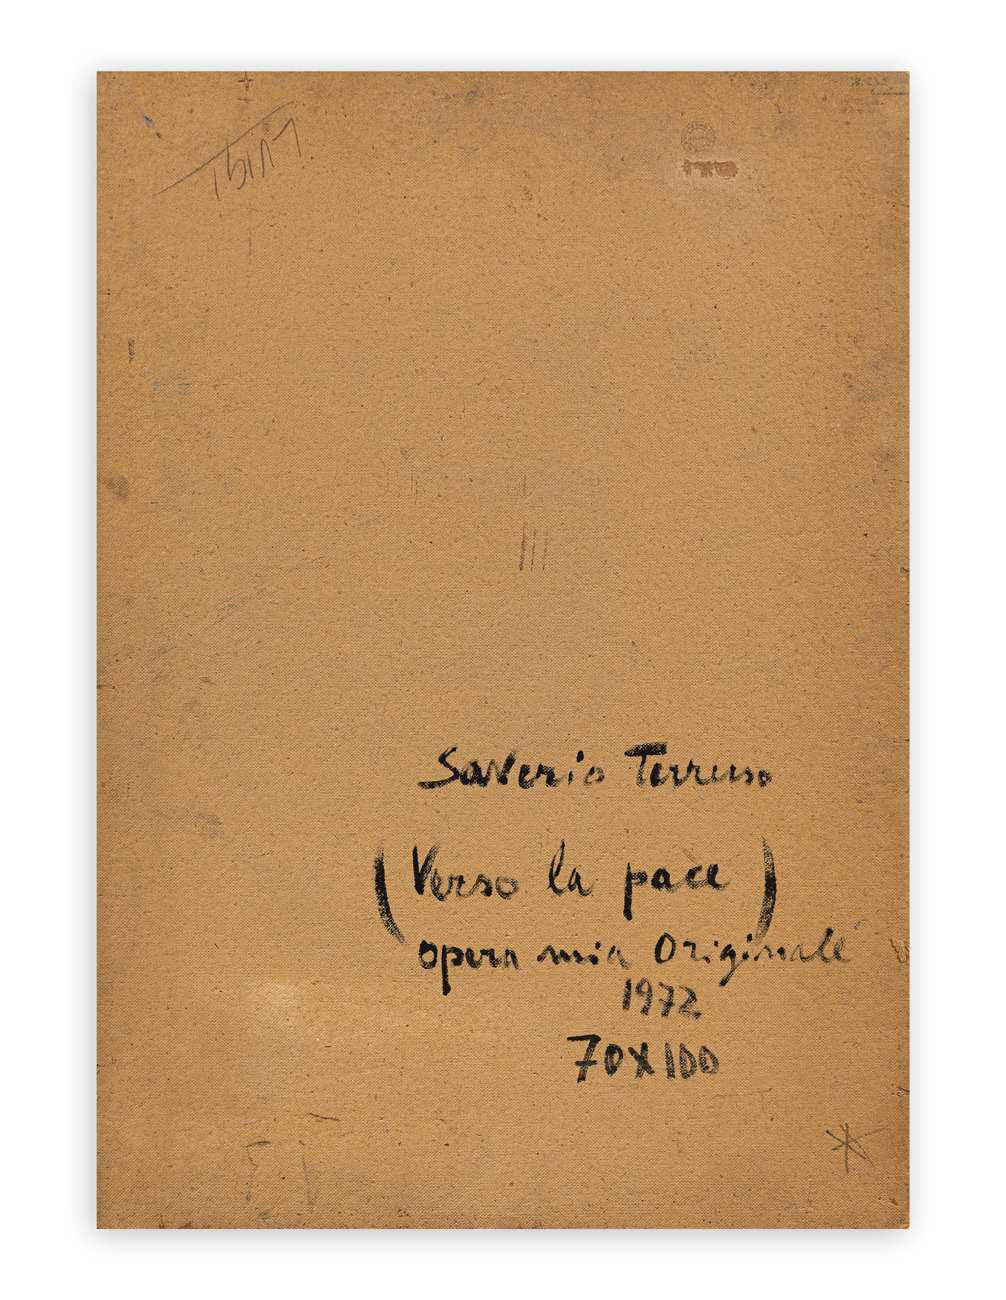 Saverio Terruso
(Verso la pace)
opera mia Originale
1972
70X100